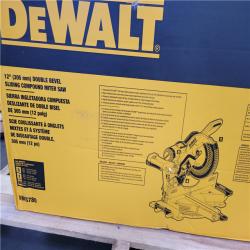 DEWALT
12" (305 mm) DOUBLE BEVEL
SLIDING COMPOUND MITER SAW
SIERRA INGLETADORA COMPUESTA
DESLIZANTE DE DOBLE BISEL
DE 305 mm (12 pulg)
SCIE COULISSANTE À ONGLETS
MIXTES ET À SYSTÈME
DE BISEAUTAGE DOUBLE,
305 mm (12 po)